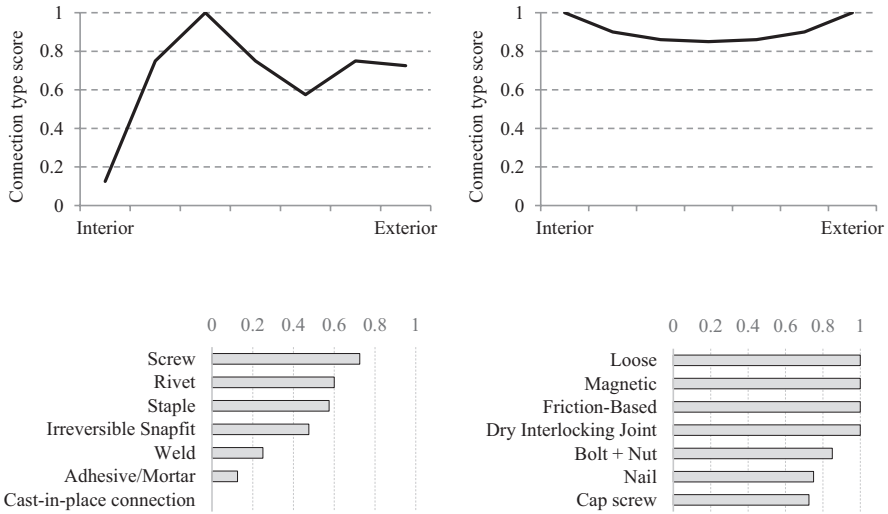 Connection type score
1
0.8
0.6
0.4
0.2
0
Interior
Exterior
Connection type score
1
0.8
0.6
0.4
0.2
0
Interior
Exterior
0 0.2 0.4 0.6 0.8 1
Screw
Rivet
Staple
Irreversible Snapfit
Weld
Adhesive/Mortar
Cast-in-place connection
0 0.2 0.4 0.6 0.8 1
Loose
Magnetic
Friction-Based
Dry Interlocking Joint
Bolt + Nut
Nail
Cap screw